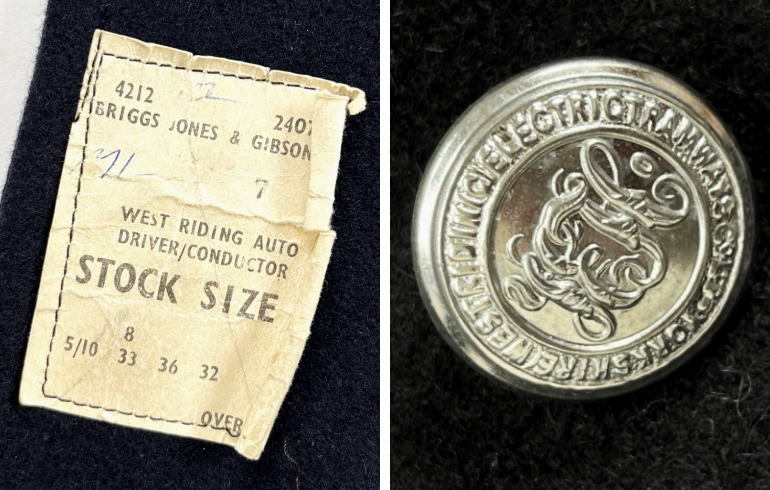 4212 2407
BRIGGS JONES & GIBSON
7
WEST RIDING AUTO
DRIVER/CONDUCTOR
STOCK SIZE
8
5/10 33 36 32
OVER
YORKSHIRE (WEST RIDING) ELECTRIC TRAMWAYS